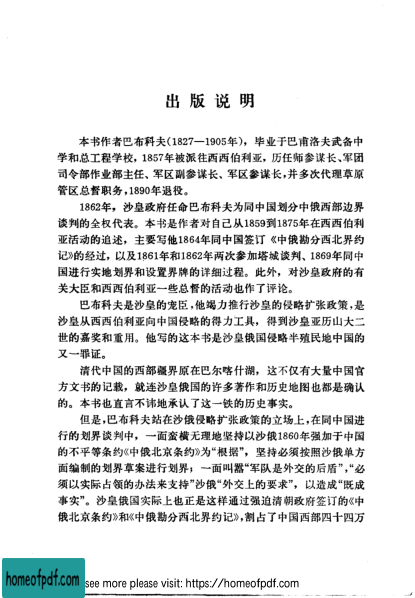 出版说明
本书作者巴布科夫(1827—1905年)，毕业于巴甫洛夫武备中
学和总工程学校，1857年被派往西西伯利亚，历任师参谋长、军团
司令部作业部主任、军区副参谋长、军区参谋长，并多次代理草原
管区总督职务，1890年退役。
1862年，沙皇政府任命巴布科夫为同中国划分中俄西部边界
谈判的全权代表。本书是作者对自己从1859到1875年在西西伯利
亚活动的追述，主要写他1864年同中国签订《中俄勘分西北界约
记》的经过，以及1861年和1862年两次参加塔城谈判、1869年同中
国进行实地划界和设置界牌的详细过程。此外，对沙皇政府的有
关大臣和西西伯利亚一些总督的活动也作了评论。
巴布科夫是沙皇的宠臣，他竭力推行沙皇的侵略扩张政策，是
沙皇从西西伯利亚向中国侵略的得力工具，得到沙皇亚历山大二
世的嘉奖和重用。他写的这本书是沙皇俄国侵略半殖民地中国的
又一罪证。
清代中国的西部疆界原在巴尔喀什湖，这不仅有大量中国官
方文书的记载，就连沙皇俄国的许多著作和历史地图也都是确认
的。本书也直言不讳地承认了这一铁的历史事实。
但是，巴布科夫站在沙俄侵略扩张政策的立场上，在同中国进
行的划界谈判中，一面蛮横无理地坚持以沙俄1860年强加于中国
的不平等条约《中俄北京条约》为“根据”，坚持必须按照沙俄单方
面编制的划界草案进行划界；一面叫嚣“军队是外交的后盾”，“必
须以实际占领的办法来支持”沙俄“外交上的要求”，以造成“既成
事实”。沙皇俄国实际上也正是这样通过强迫清朝政府签订的《中
俄北京条约》和《中俄勘分西北界约记》，割占了中国西部四十四万
homeofpdf.com
see more please visit: https://homeofpdf.com